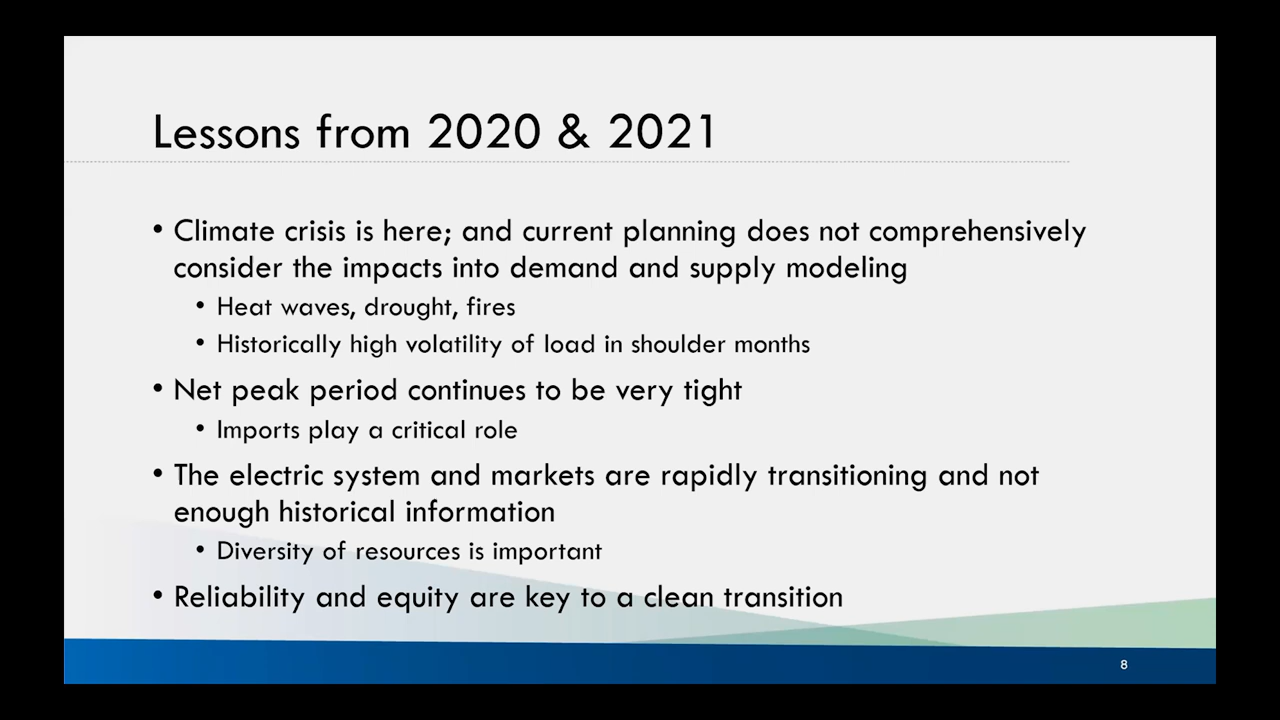 Lessons from 2020 & 2021
• Climate crisis is here; and current planning does not comprehensively
consider the impacts into demand and supply modeling
• Heat waves, drought, fires
• Historically high volatility of load in shoulder months
• Net peak period continues to be very tight
• Imports play a critical role
• The electric system and markets are rapidly transitioning and not
enough historical information
• Diversity of resources is important
• Reliability and equity are key to a clean transition
8